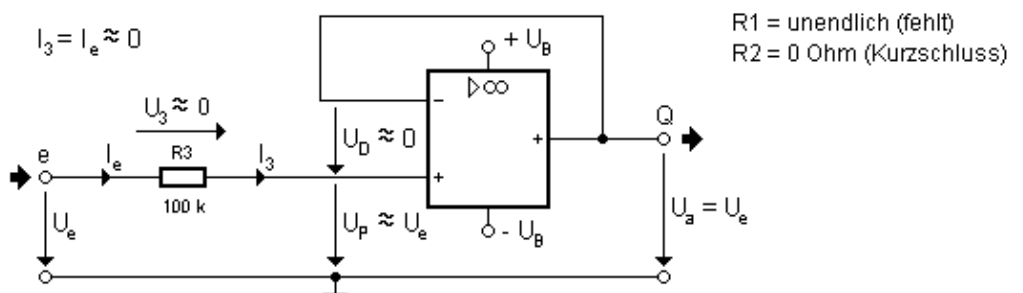 I3 = Ie ≈ 0
R1 = unendlich (fehlt)
R2 = 0 Ohm (Kurzschluss)
+ UB
▷∞
−
U3 ≈ 0
UD ≈ 0
+
Q
e
Ie
R3
I3
+
100 k
Ue
UP ≈ Ue
Ua = Ue
- UB